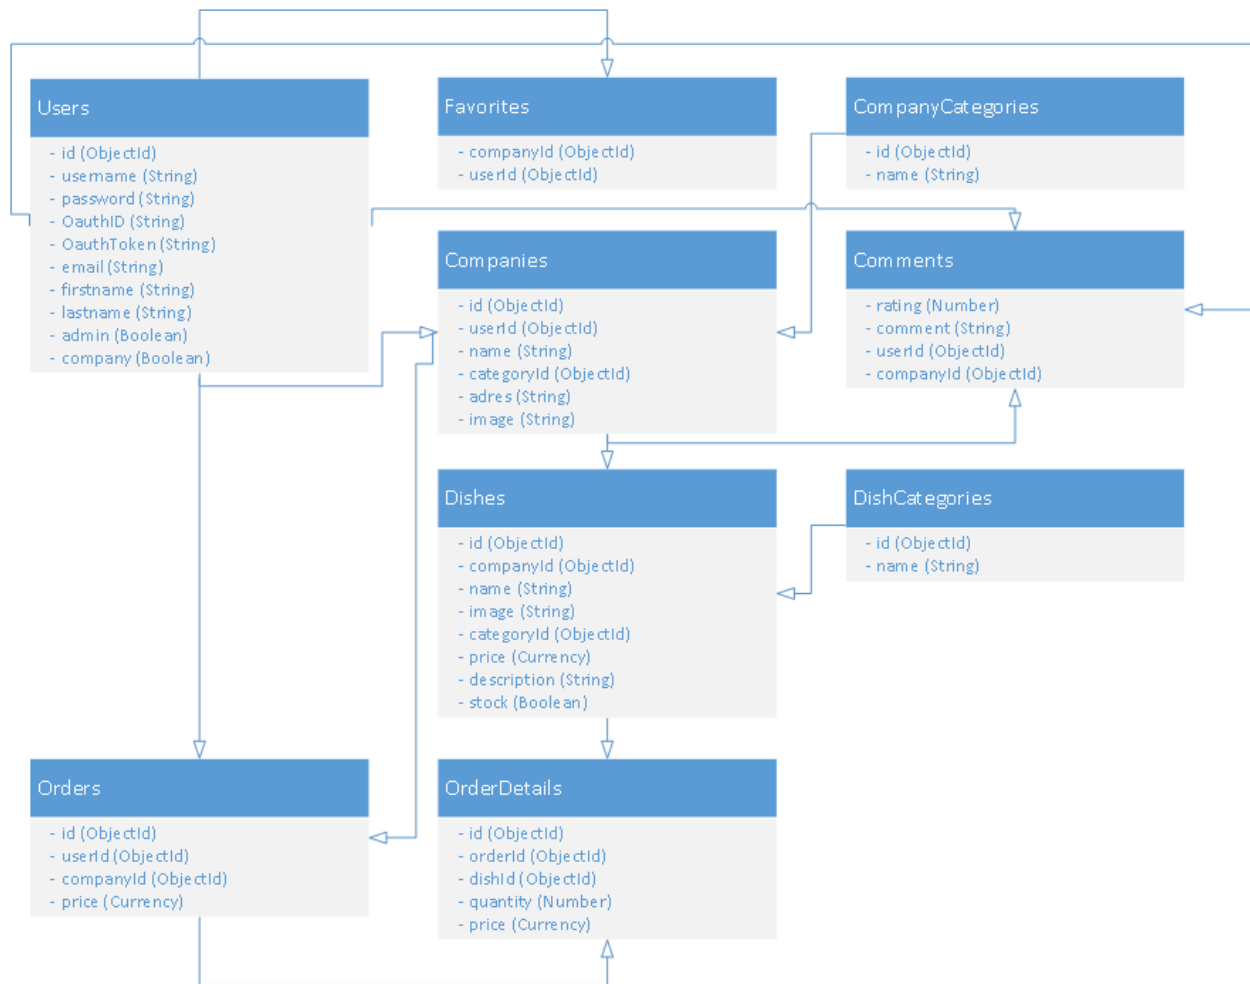 Users
- id (ObjectId)
- username (String)
- password (String)
- OauthID (String)
- OauthToken (String)
- email (String)
- firstname (String)
- lastname (String)
- admin (Boolean)
- company (Boolean)
Favorites
- companyId (ObjectId)
- userId (ObjectId)
CompanyCategories
- id (ObjectId)
- name (String)
Companies
- id (ObjectId)
- userId (ObjectId)
- name (String)
- categoryId (ObjectId)
- adres (String)
- image (String)
Comments
- rating (Number)
- comment (String)
- userId (ObjectId)
- companyId (ObjectId)
Dishes
- id (ObjectId)
- companyId (ObjectId)
- name (String)
- image (String)
- categoryId (ObjectId)
- price (Currency)
- description (String)
- stock (Boolean)
DishCategories
- id (ObjectId)
- name (String)
Orders
- id (ObjectId)
- userId (ObjectId)
- companyId (ObjectId)
- price (Currency)
OrderDetails
- id (ObjectId)
- orderId (ObjectId)
- dishId (ObjectId)
- quantity (Number)
- price (Currency)